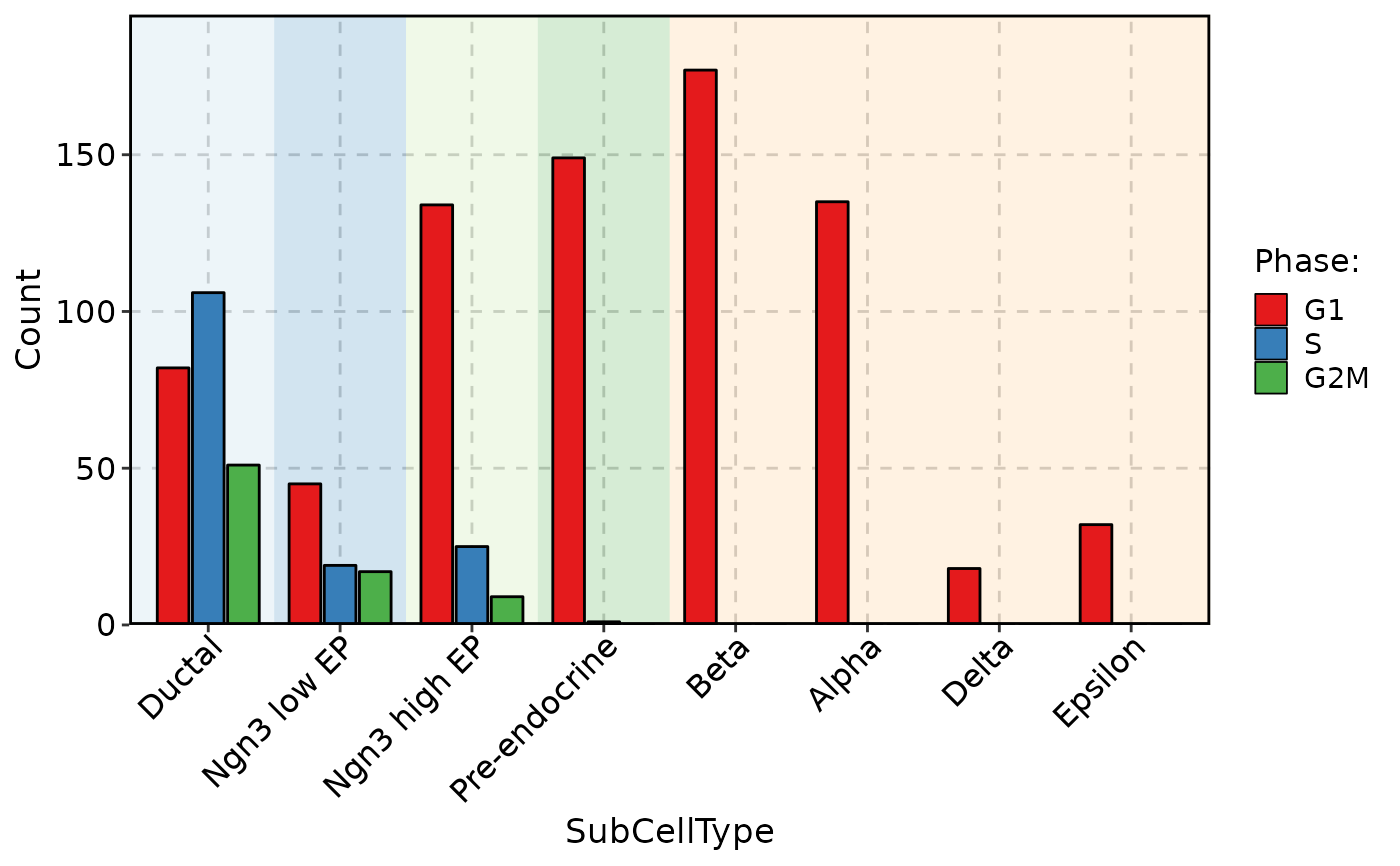 Count
150
100
50
0
Ductal
Ngn3 low EP
Ngn3 high EP
Pre-endocrine
Beta
Alpha
Delta
Epsilon
SubCellType
Phase:
G1
S
G2M